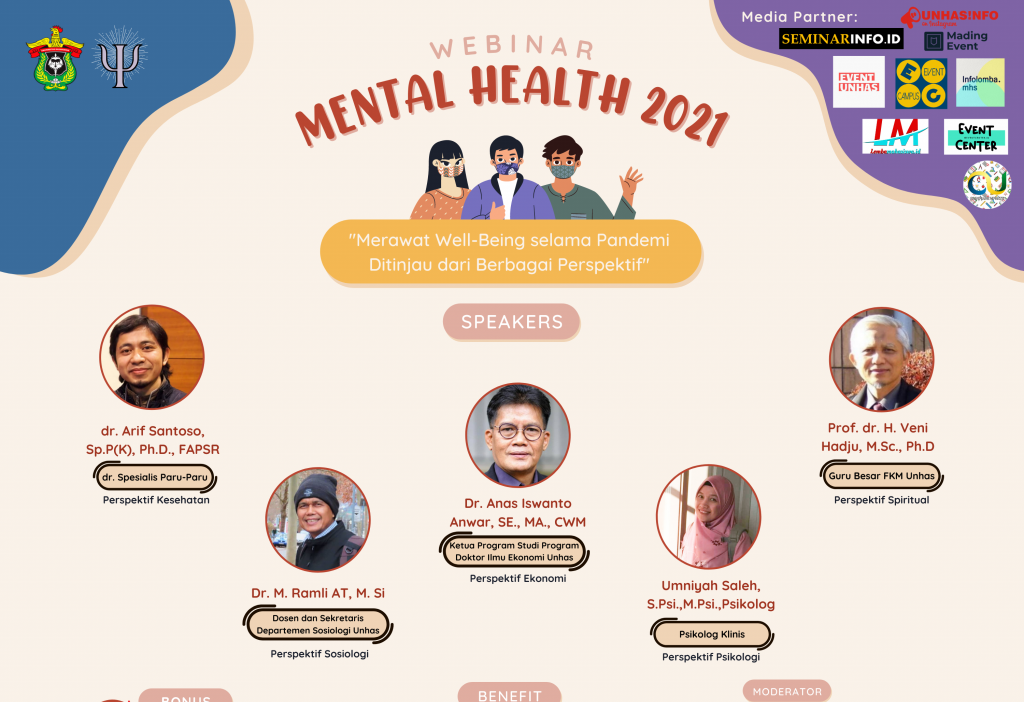 Media Partner:
UNHAS!NFO
SEMINARINFO.ID
Mading
Event
EVENT
UNHAS
EVENT
CAMPUS
Infolomba.
mhs
LM
EVENT
CENTER
WEBINAR
MENTAL HEALTH 2021
"Merawat Well-Being selama Pandemi
Ditinjau dari Berbagai Perspektif"
SPEAKERS
dr. Arif Santoso,
Sp.P(K), Ph.D., FAPSR
dr. Spesialis Paru-Paru
Perspektif Kesehatan
Dr. M. Ramli AT, M. Si
Dosen dan Sekretaris
Departemen Sosiologi Unhas
Perspektif Sosiologi
Dr. Anas Iswanto
Anwar, SE., MA., CWM
Ketua Program Studi Program
Doktor Ilmu Ekonomi Unhas
Perspektif Ekonomi
Umniyah Saleh,
S.Psi.,M.Psi.,Psikolog
Psikolog Klinis
Perspektif Psikologi
Prof. dr. H. Veni
Hadju, M.Sc., Ph.D
Guru Besar FKM Unhas
Perspektif Spiritual
BONUS
BENEFIT
MODERATOR